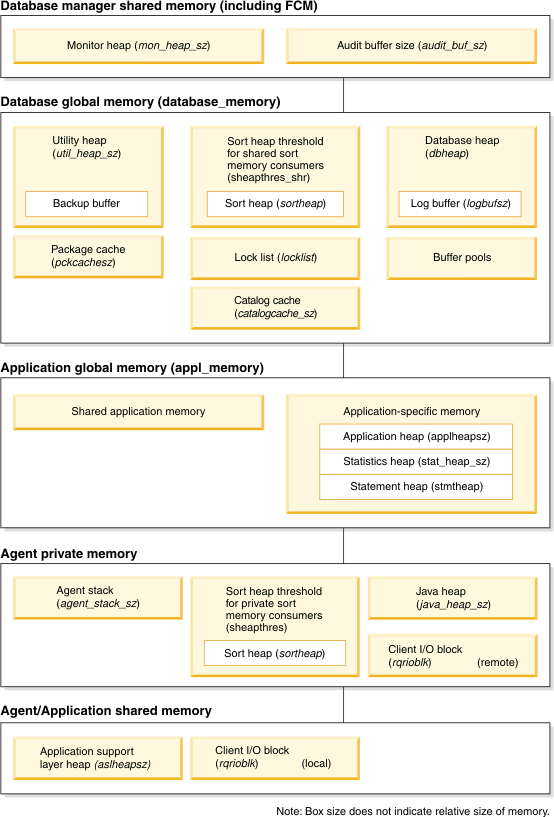 Database manager shared memory (including FCM)
Monitor heap (mon_heap_sz)
Audit buffer size (audit_buf_sz)
Database global memory (database_memory)
Utility heap
(util_heap_sz)
Backup buffer
Sort heap threshold
for shared sort
memory consumers
(sheapthres_shr)
Sort heap (sortheap)
Database heap
(dbheap)
Log buffer (logbufsz)
Package cache
(pckcachesz)
Lock list (locklist)
Buffer pools
Catalog cache
(catalogcache_sz)
Application global memory (appl_memory)
Shared application memory
Application-specific memory
Application heap (applheapsz)
Statistics heap (stat_heap_sz)
Statement heap (stmtheap)
Agent private memory
Agent stack
(agent_stack_sz)
Sort heap threshold
for private sort
memory consumers
(sheapthres)
Sort heap (sortheap)
Java heap
(java_heap_sz)
Client I/O block
(rqrioblk) (remote)
Agent/Application shared memory
Application support
layer heap (aslheapsz)
Client I/O block
(rqrioblk) (local)
Note: Box size does not indicate relative size of memory.